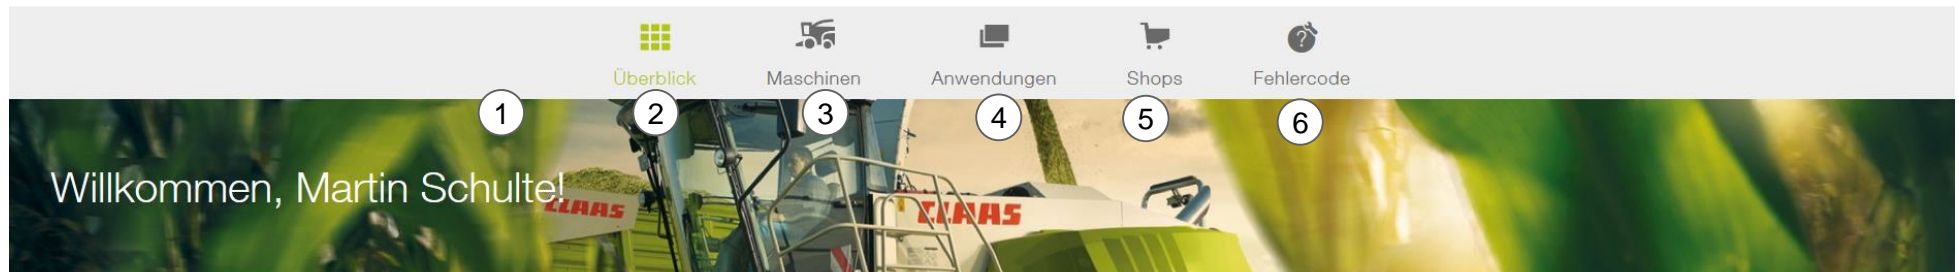 Überblick Maschinen Anwendungen Shops Fehlercode
1 2 3 4 5 6
Willkommen, Martin Schulte!
CLAAS CLAAS